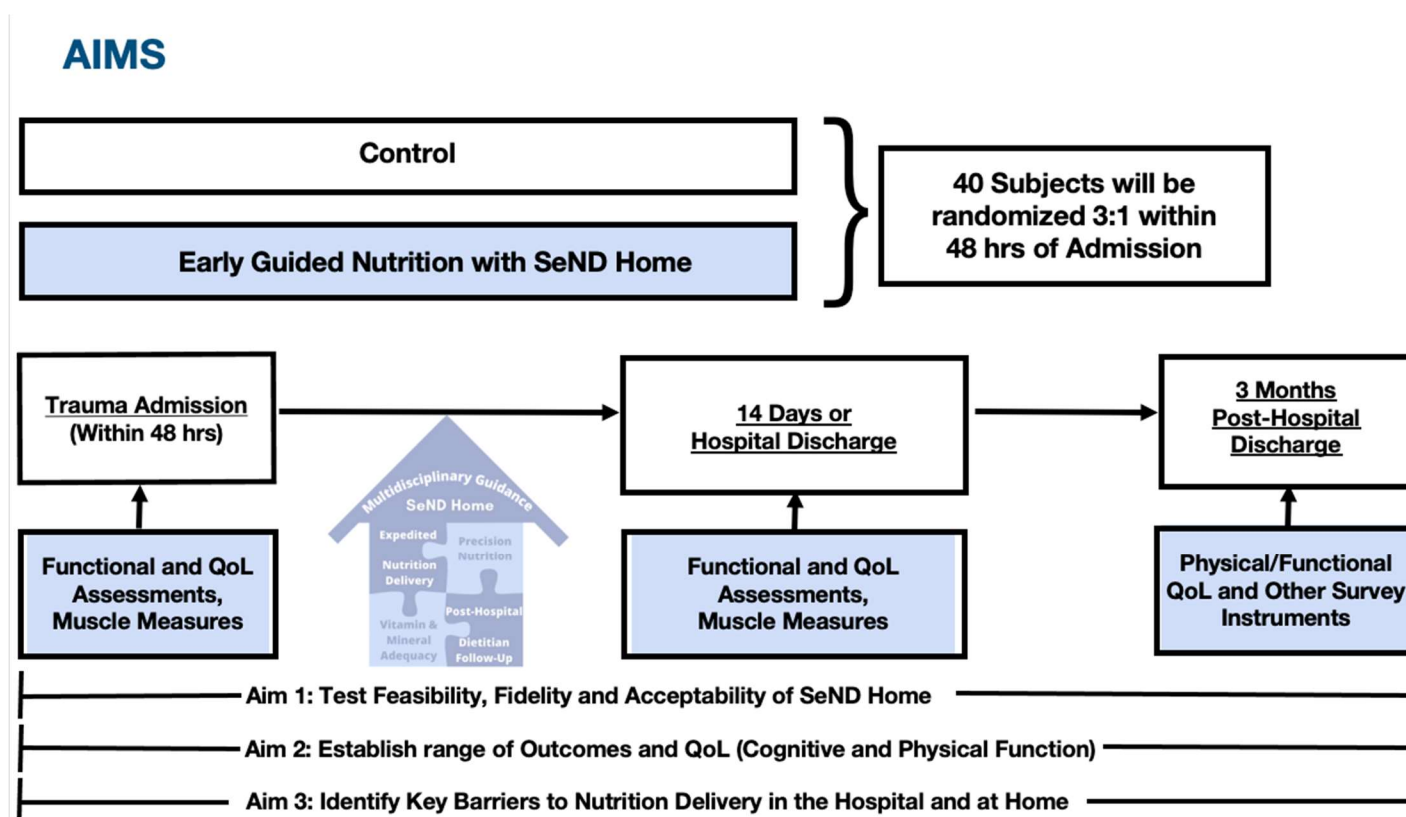 AIMS
Control
Early Guided Nutrition with SeND Home
40 Subjects will be
randomized 3:1 within
48 hrs of Admission
Trauma Admission
(Within 48 hrs)
14 Days or
Hospital Discharge
3 Months
Post-Hospital
Discharge
Multidisciplinary Guidance
SeND Home
Expedited
Nutrition
Delivery
Precision
Nutrition
Vitamin &
Mineral
Adequacy
Post-Hospital
Dietitian
Follow-Up
Functional and QoL
Assessments,
Muscle Measures
Functional and QoL
Assessments,
Muscle Measures
Physical/Functional
QoL and Other Survey
Instruments
Aim 1: Test Feasibility, Fidelity and Acceptability of SeND Home
Aim 2: Establish range of Outcomes and QoL (Cognitive and Physical Function)
Aim 3: Identify Key Barriers to Nutrition Delivery in the Hospital and at Home